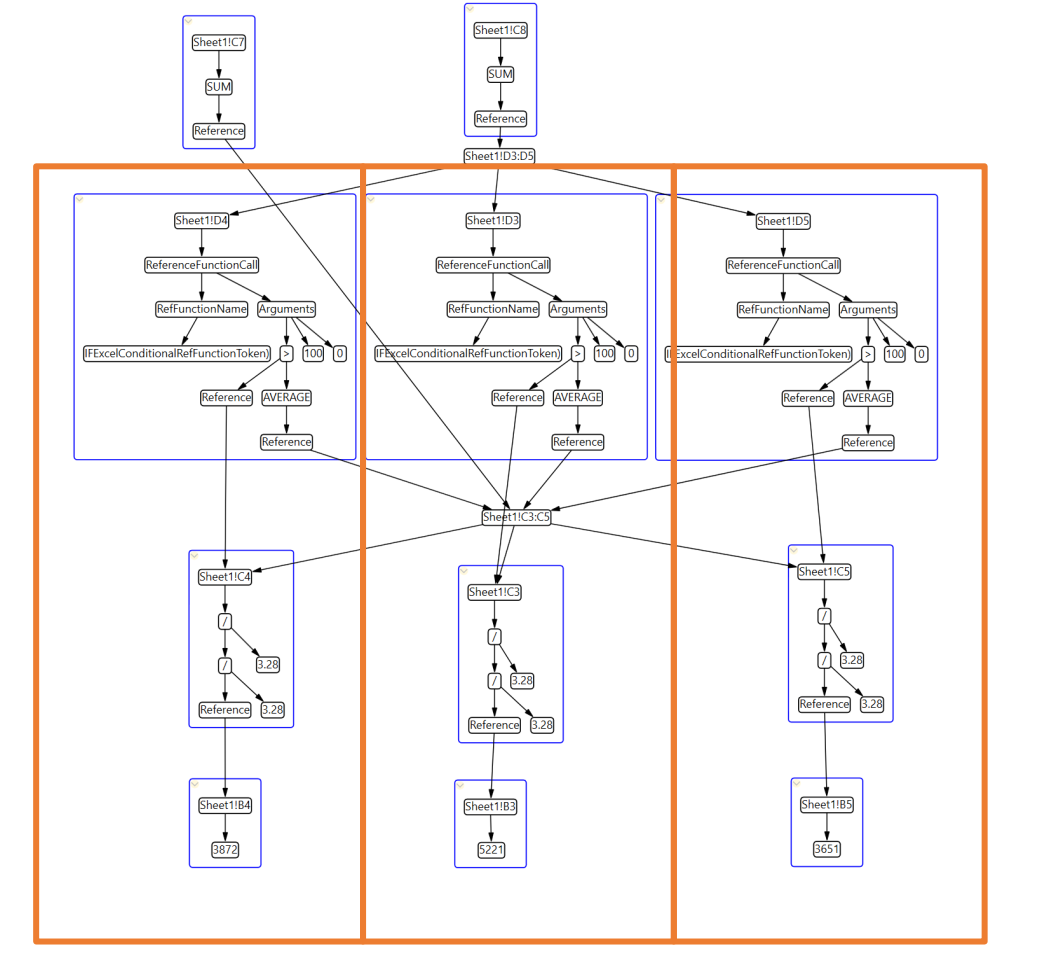 Sheet1!C7
SUM
Reference
Sheet1!C8
SUM
Reference
Sheet1!D3:D5
Sheet1!D4
ReferenceFunctionCall
RefFunctionName
Arguments
IFExcelConditionalRefFunctionToken)
>
100
0
Reference
AVERAGE
Reference
Sheet1!D3
ReferenceFunctionCall
RefFunctionName
Arguments
IFExcelConditionalRefFunctionToken)
>
100
0
Reference
AVERAGE
Reference
Sheet1!D5
ReferenceFunctionCall
RefFunctionName
Arguments
IFExcelConditionalRefFunctionToken)
>
100
0
Reference
AVERAGE
Reference
Sheet1!C3:C5
Sheet1!C4
/
3.28
/
Reference
3.28
Sheet1!B4
3872
Sheet1!C3
/
3.28
/
Reference
3.28
Sheet1!B3
5221
Sheet1!C5
/
3.28
/
Reference
3.28
Sheet1!B5
3651